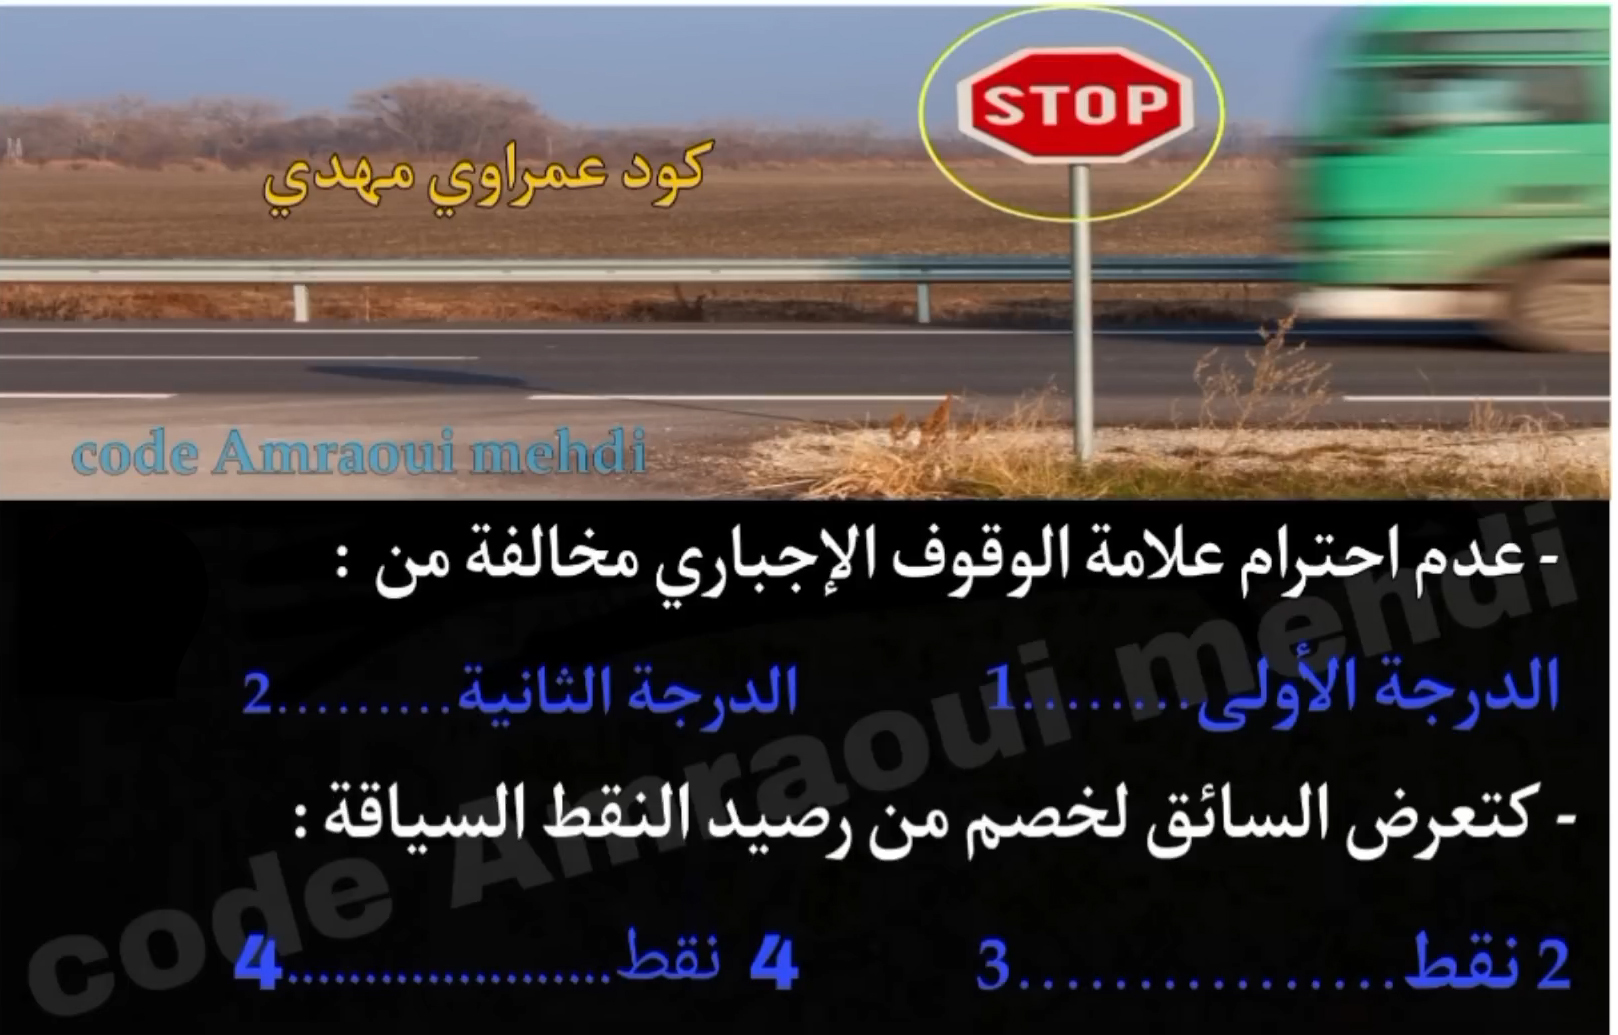 STOP
كود عمراوي مهدي
code Amraoui mehdi
- عدم احترام علامة الوقوف الإجباري مخالفة من :
الدرجة الأولى........1 الدرجة الثانية.........2
- كتعرض السائق لخصم من رصيد النقط السياقة :
2 نقط................3 4 نقط.....................4
code Amraoui mehdi